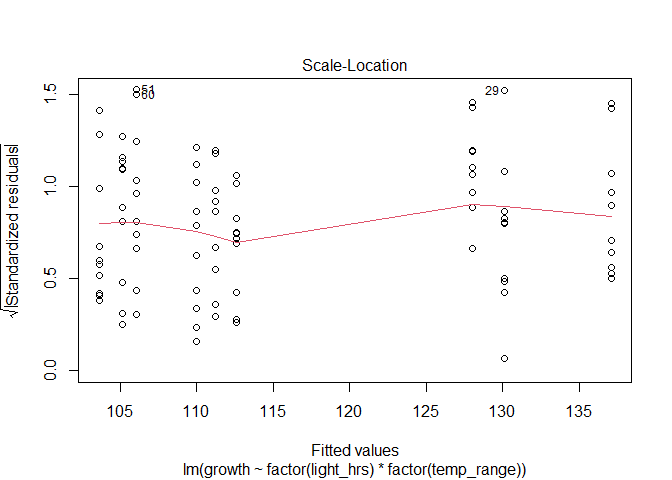 Scale-Location
√|Standardized residuals|
0.0 0.5 1.0 1.5
51
60
29
105 110 115 120 125 130 135
Fitted values
lm(growth ~ factor(light_hrs) * factor(temp_range))